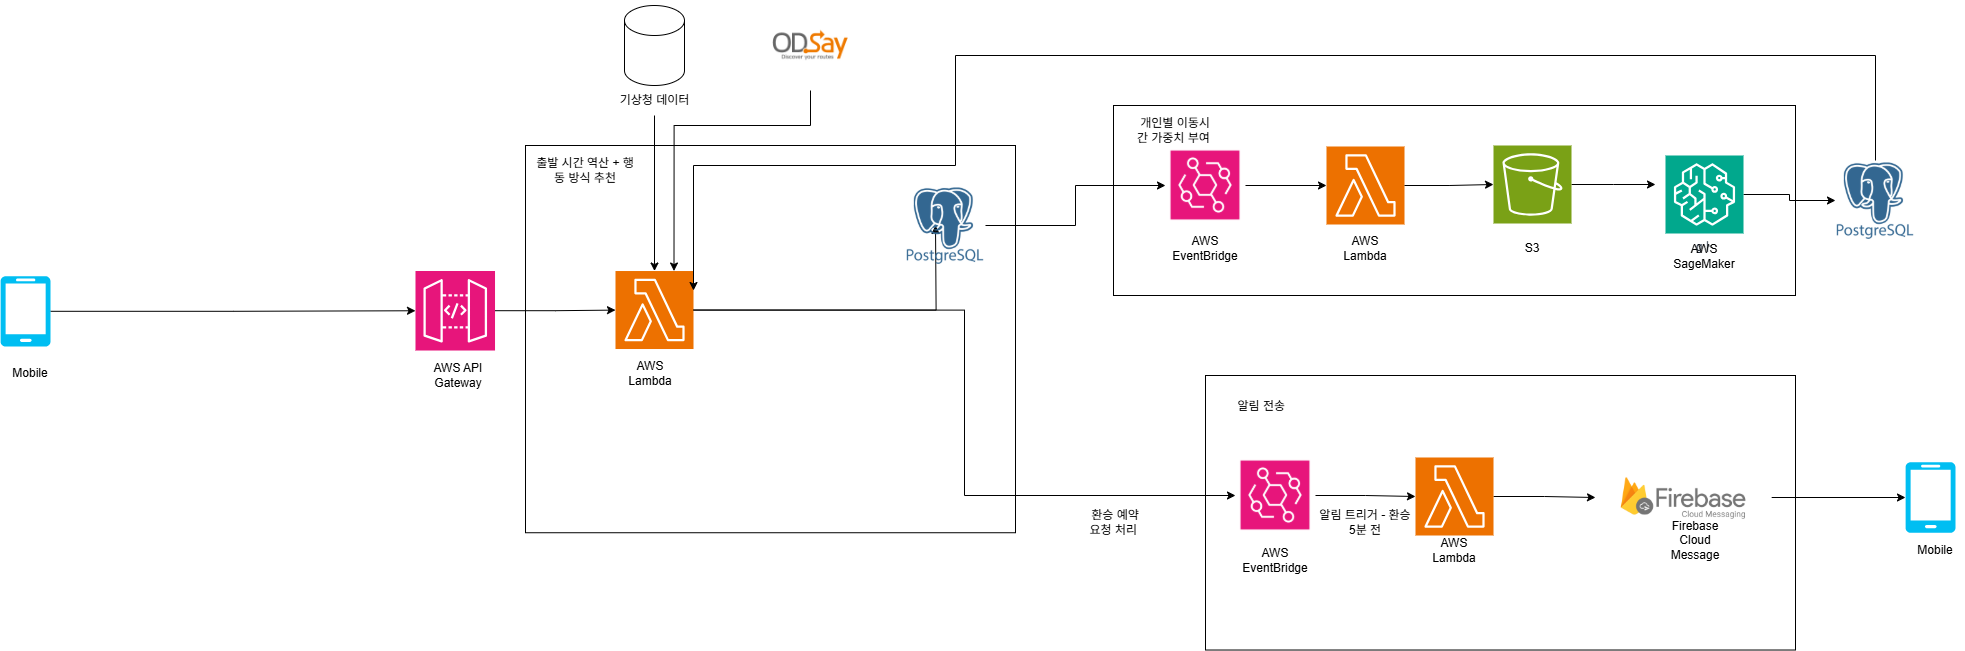 ODSay
Discover your routes
기상청 데이터
출발 시간 역산 + 행
동 방식 추천
개인별 이동시
간 가중치 부여
PostgreSQL
AWS
EventBridge
AWS
Lambda
S3
AWS
SageMaker
PostgreSQL
Mobile
AWS API
Gateway
AWS
Lambda
알림 전송
환승 예약
요청 처리
AWS
EventBridge
알림 트리거 - 환승
5분 전
AWS
Lambda
Firebase
Cloud Messaging
Firebase
Cloud
Message
Mobile